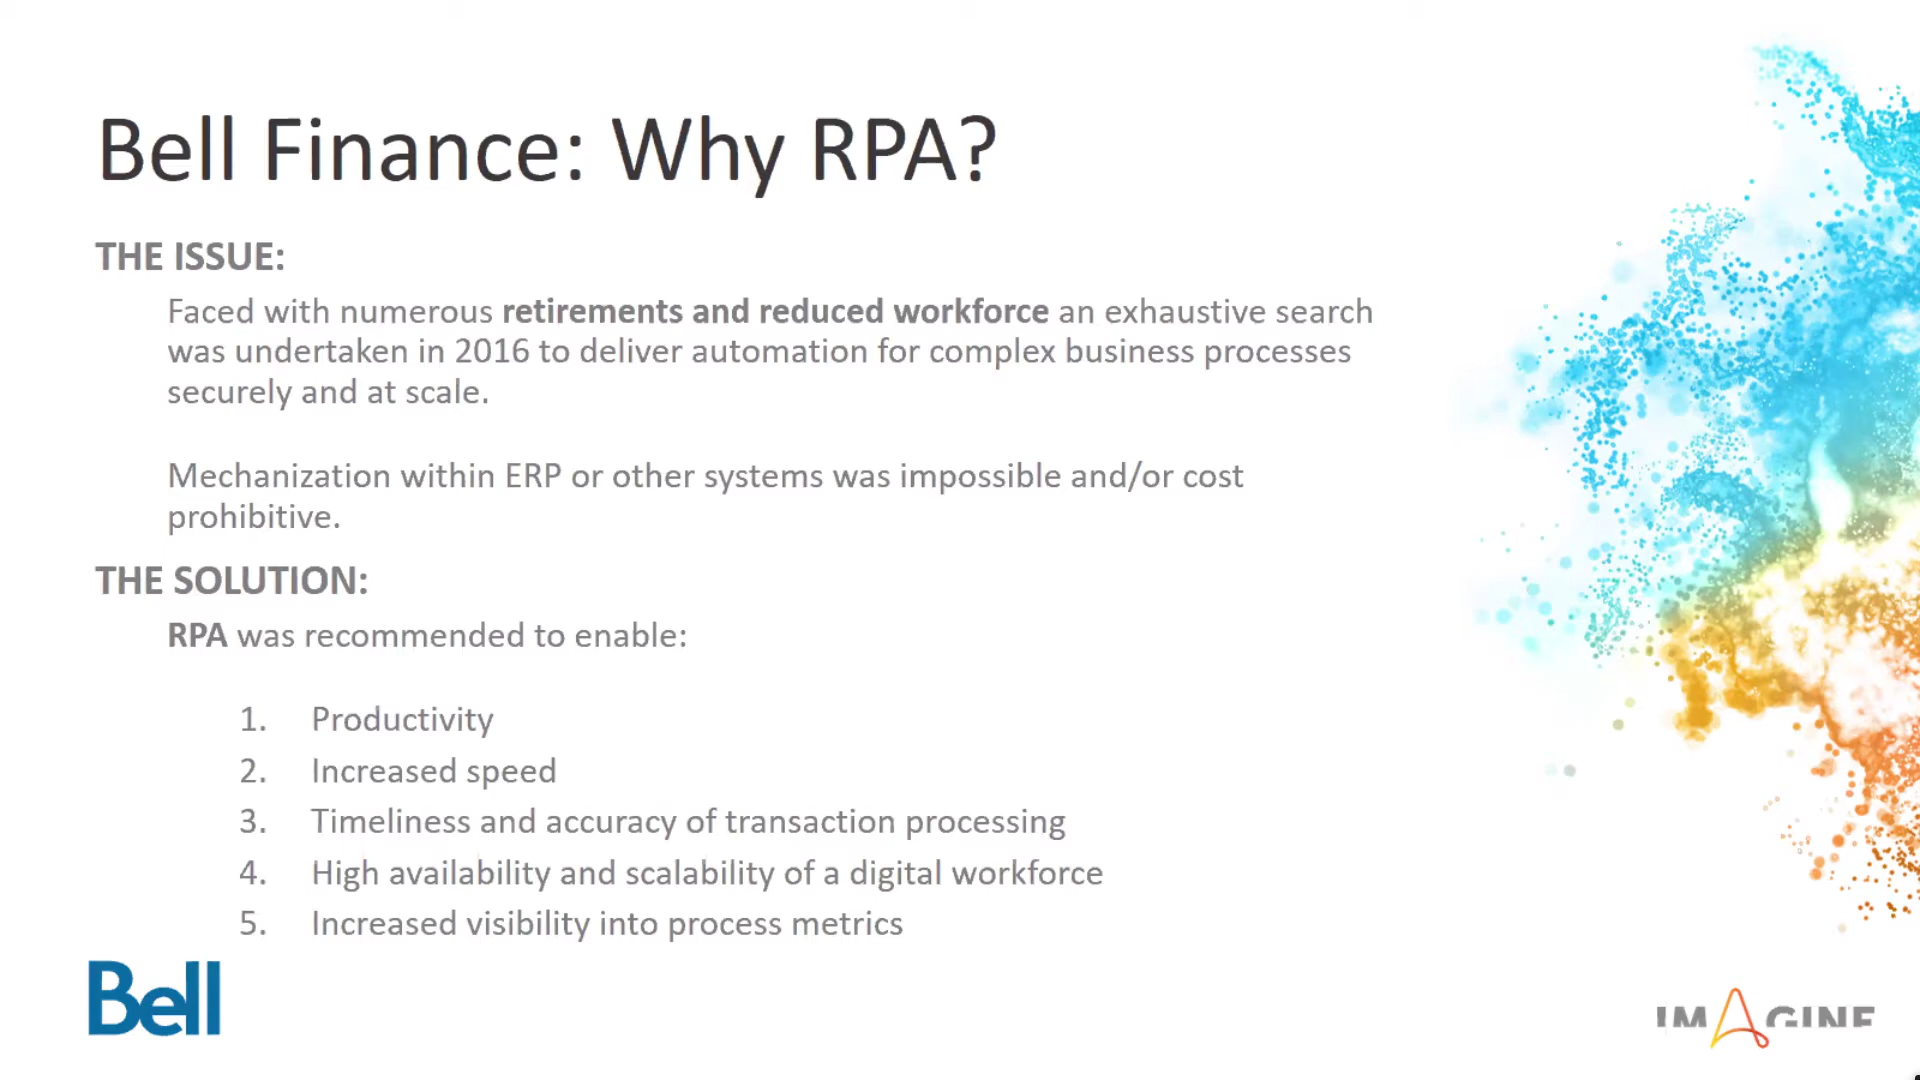 Bell Finance: Why RPA?
THE ISSUE:
Faced with numerous retirements and reduced workforce an exhaustive search
was undertaken in 2016 to deliver automation for complex business processes
securely and at scale.
Mechanization within ERP or other systems was impossible and/or cost
prohibitive.
THE SOLUTION:
RPA was recommended to enable:
1. Productivity
2. Increased speed
3. Timeliness and accuracy of transaction processing
4. High availability and scalability of a digital workforce
5. Increased visibility into process metrics
Bell
IMAGINE